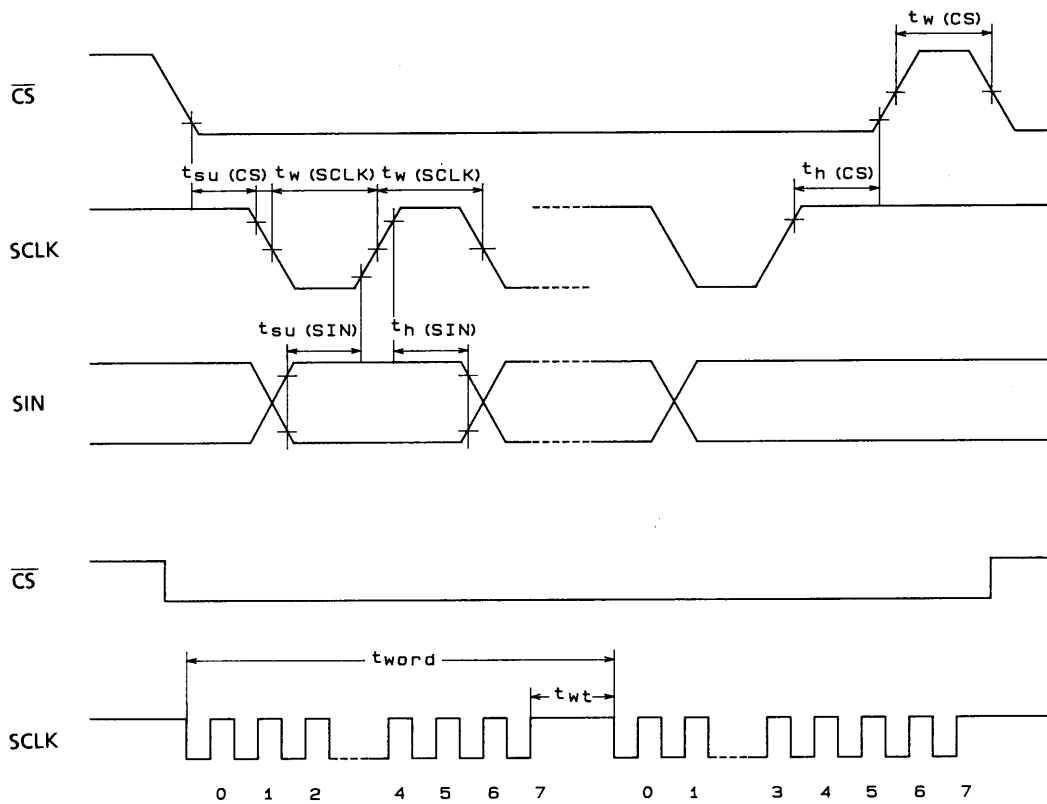 tw (CS)
CS
tsu (CS) tw (SCLK) tw (SCLK) th (CS)
SCLK
tsu (SIN) th (SIN)
SIN
CS
tword
twt
SCLK
0 1 2 4 5 6 7 0 1 3 4 5 6 7